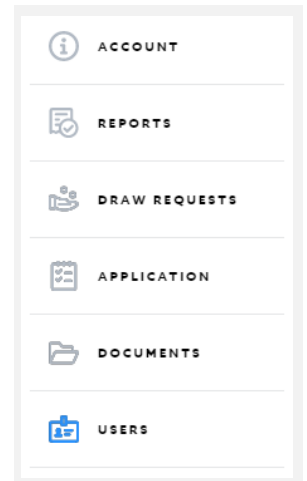 ACCOUNT
REPORTS
DRAW REQUESTS
APPLICATION
DOCUMENTS
USERS